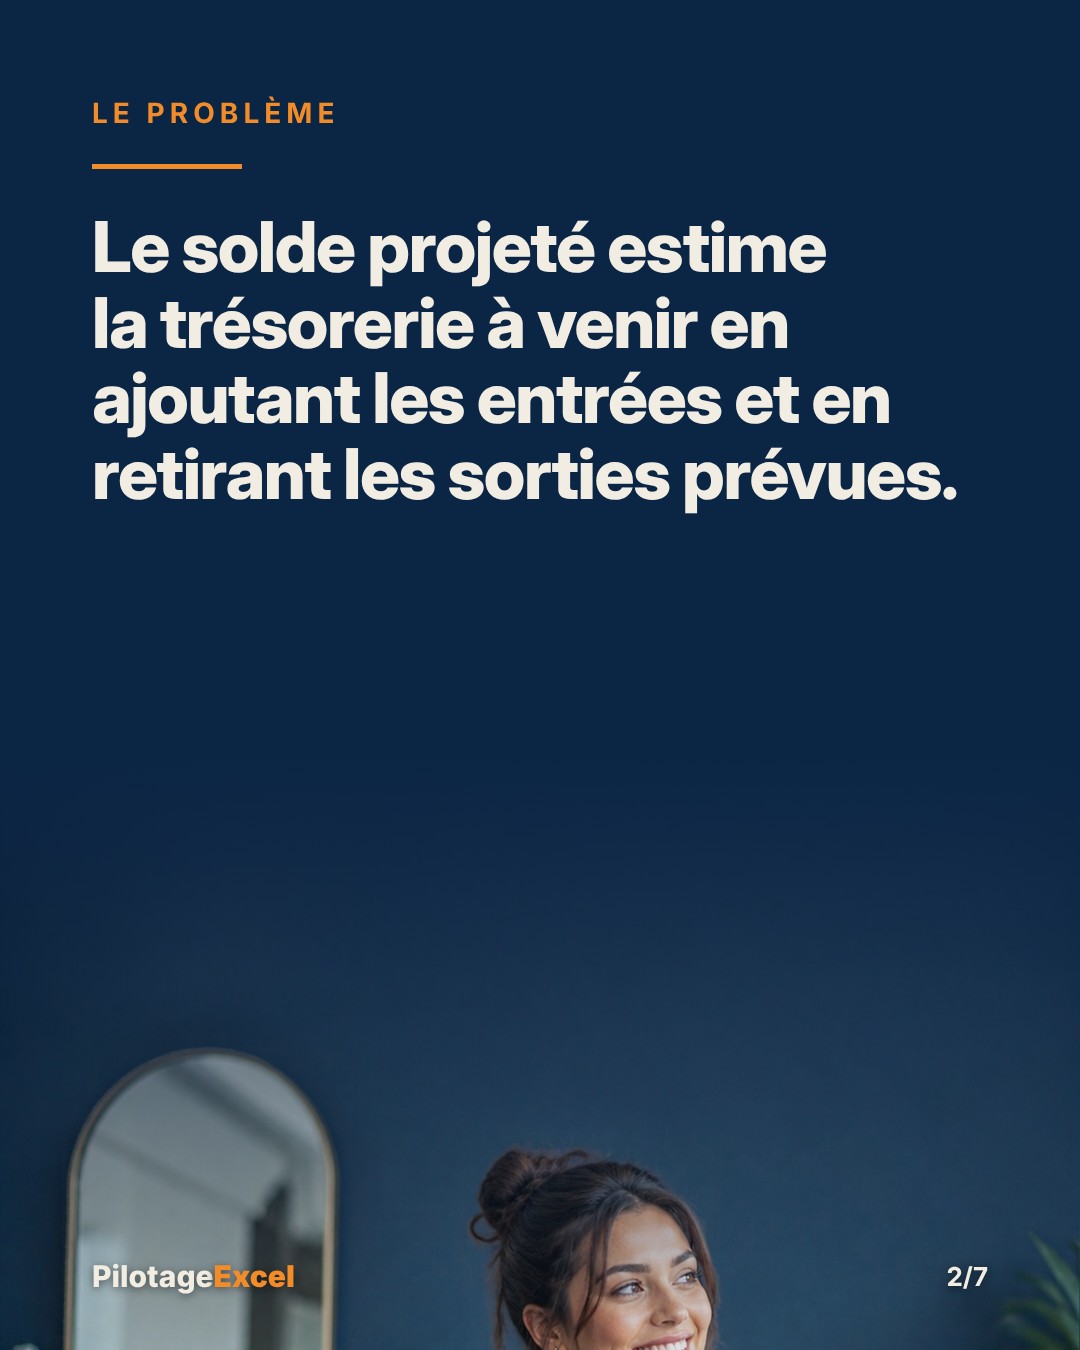 LE PROBLÈME
Le solde projeté estime
la trésorerie à venir en
ajoutant les entrées et en
retirant les sorties prévues.
PilotageExcel
2/7